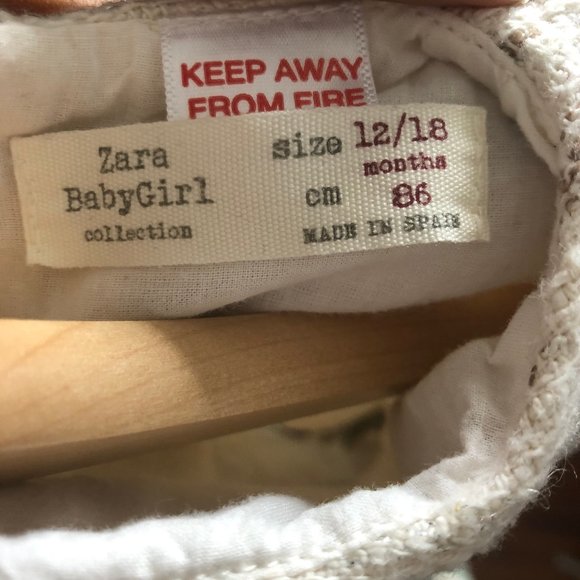 KEEP AWAY
FROM FIRE
Zara
BabyGirl
collection
size 12/18
months
cm 86
MADE IN SPAIN